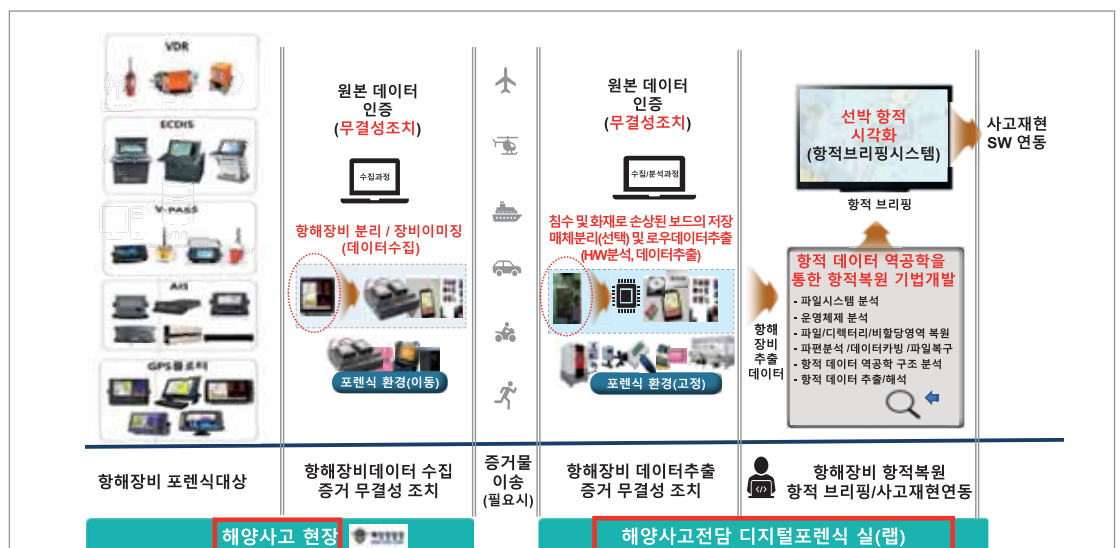 VDR
ECDIS
V-PASS
AIS
GPS플로터
원본 데이터
인증
(무결성조치)
수집과정
항해장비 분리 / 장비이미징
(데이터수집)
포렌식 환경(이동)
원본 데이터
인증
(무결성조치)
수집/분석과정
침수 및 화재로 손상된 보드의 저장
매체분리(선택) 및 로우데이터추출
(H/W분석, 데이터추출)
포렌식 환경(고정)
항해
장비
추출
데이터
선박 항적
시각화
(항적브리핑시스템)
항적 브리핑
사고재현
SW 연동
항적 데이터 역공학을
통한 항적복원 기법개발
- 파일시스템 분석
- 운영체제 분석
- 파일/디렉터리/비할당영역 복원
- 파편분석 /데이터카빙 /파일복구
- 항적 데이터 역공학 구조 분석
- 항적 데이터 추출/해석
항해장비 포렌식대상
항해장비데이터 수집
증거 무결성 조치
증거물
이송
(필요시)
항해장비 데이터추출
증거 무결성 조치
항해장비 항적복원
항적 브리핑/사고재현연동
해양사고 현장
해양사고전담 디지털포렌식 실(랩)